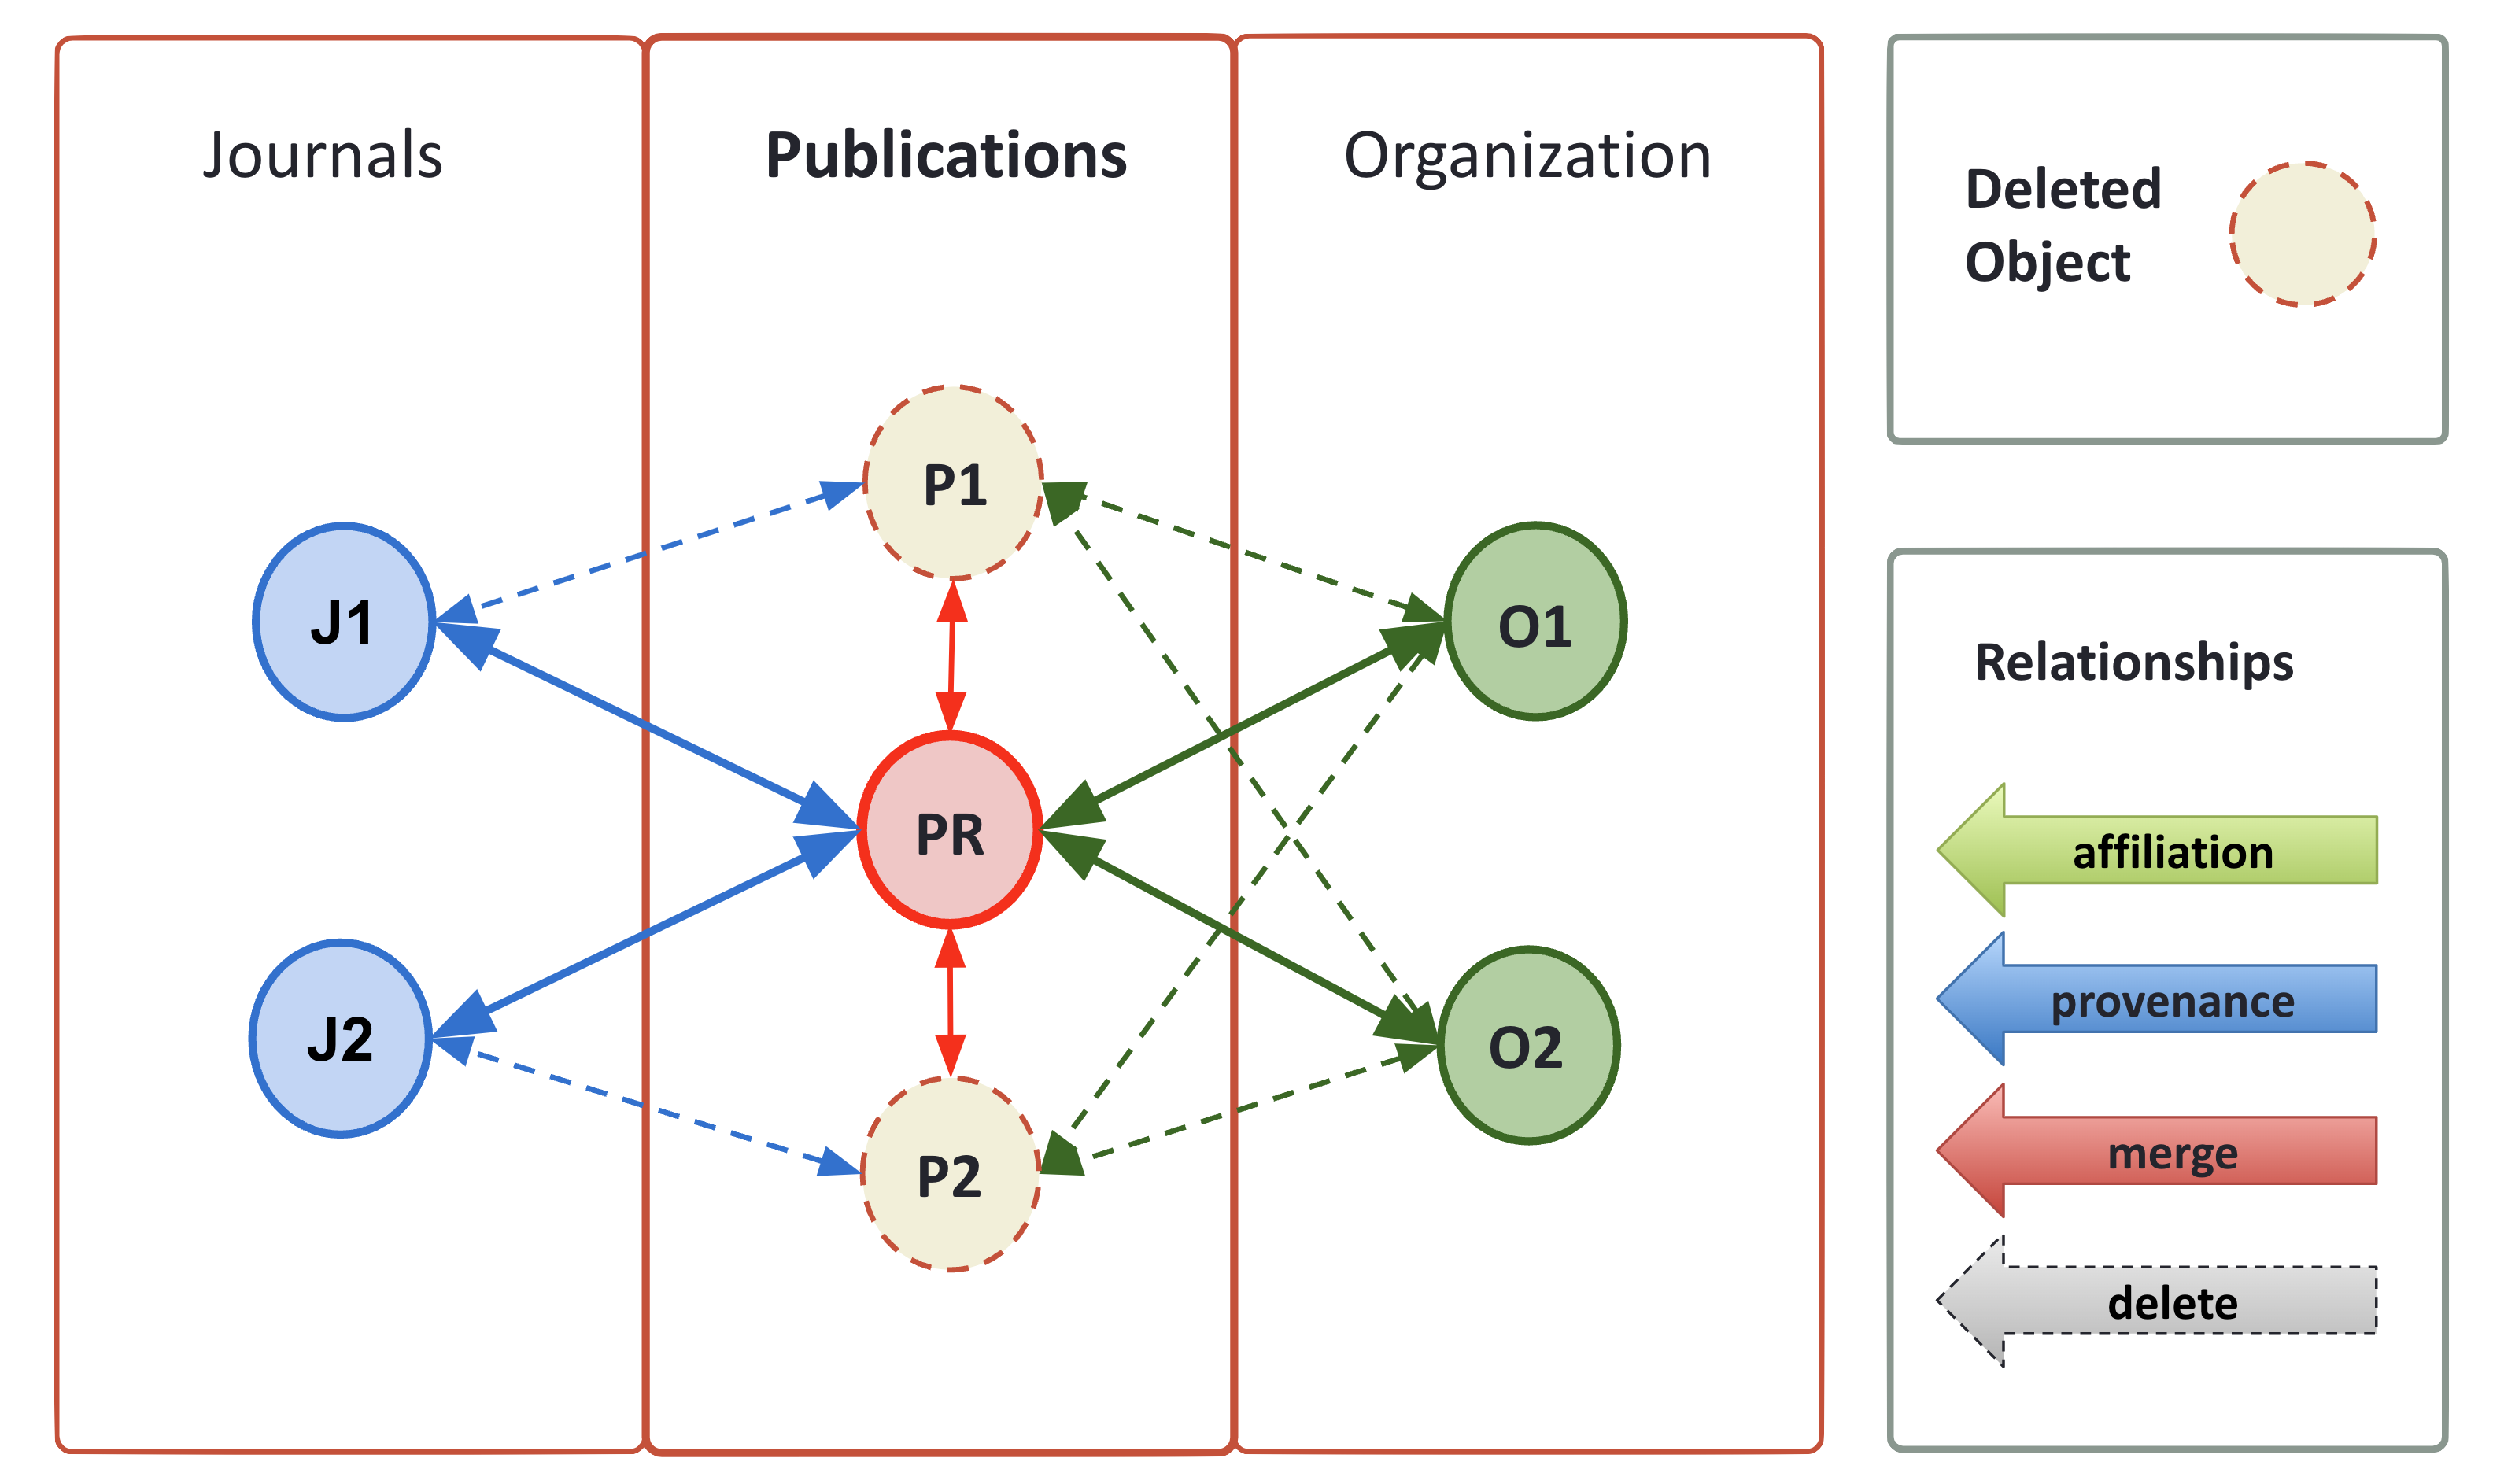 Journals
Publications
Organization
P1
J1
O1
PR
J2
O2
P2
Deleted
Object
Relationships
affiliation
provenance
merge
delete